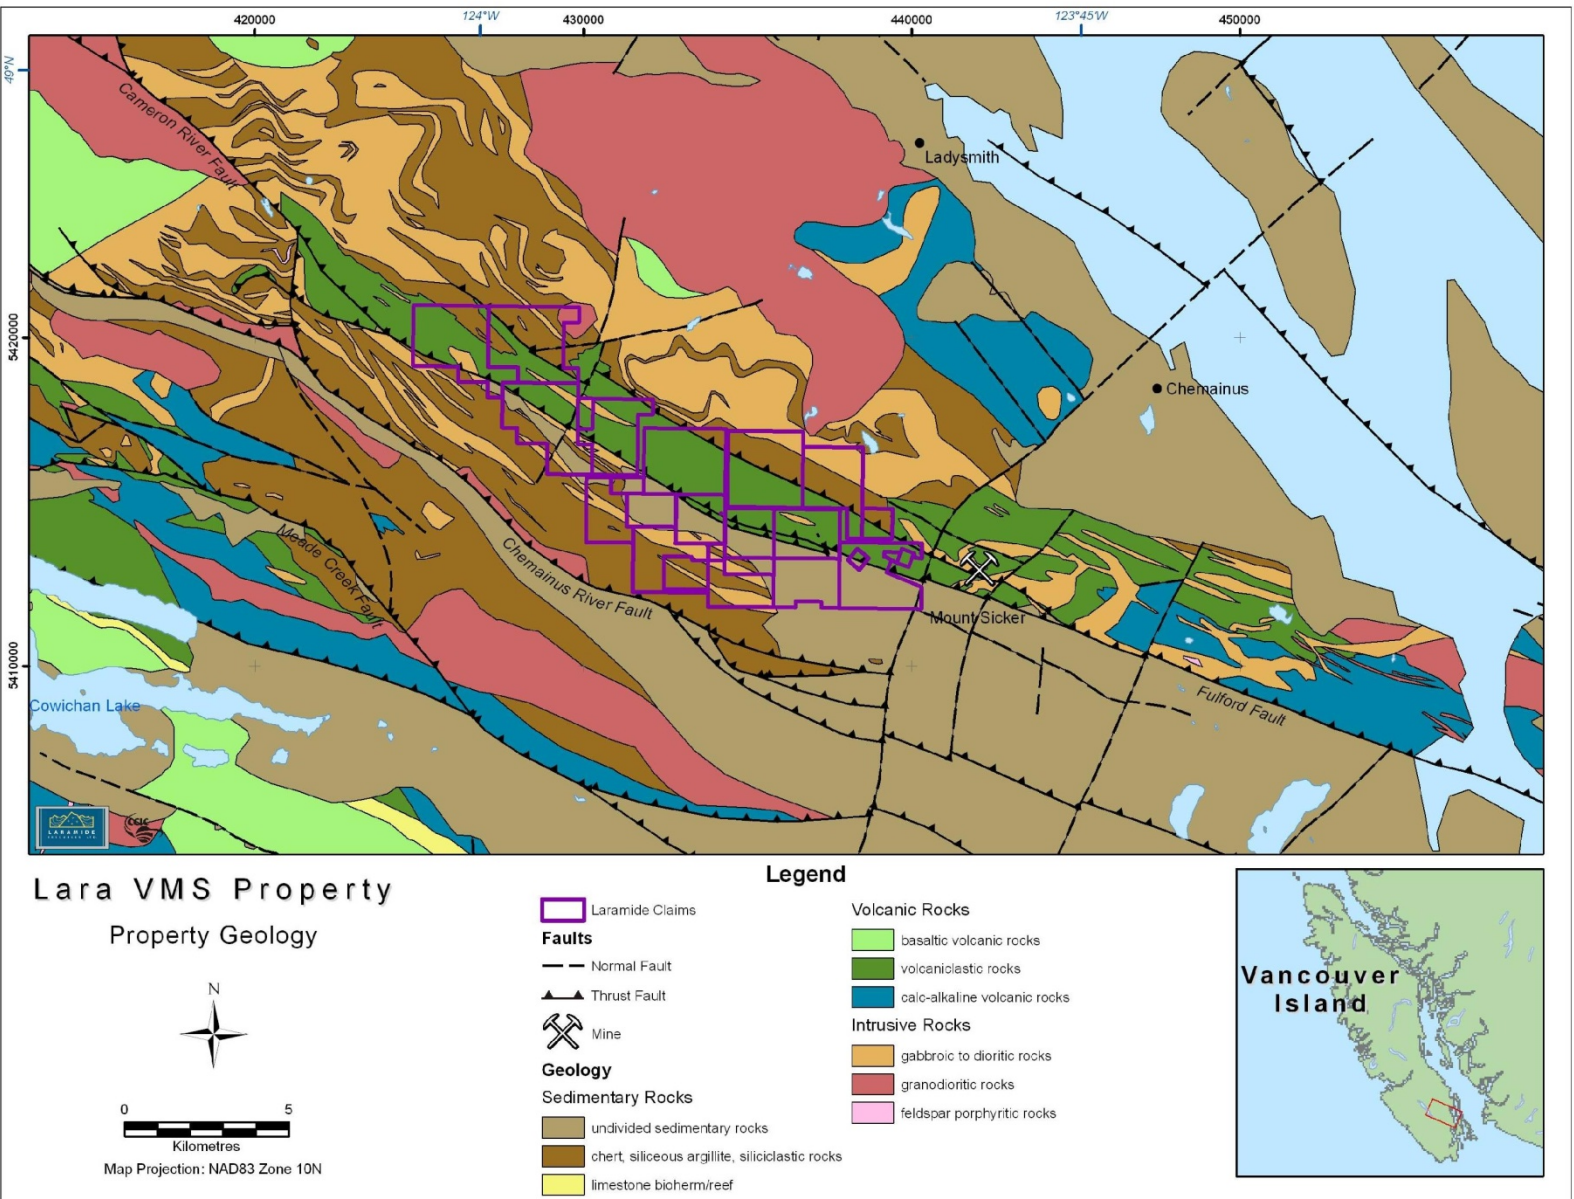 420000
124°W
430000
440000
123°45'W
450000
49°N
5420000
5410000
Cameron River Fault
Ladysmith
Chemainus
Meade Creek Fault
Chemainus River Fault
Mount Sicker
Fulford Fault
Cowichan Lake
LARAMIDE
Lara VMS Property
Property Geology
N
0 5
Kilometres
Map Projection: NAD83 Zone 10N
Legend
Laramide Claims
Faults
Normal Fault
Thrust Fault
Mine
Geology
Sedimentary Rocks
undivided sedimentary rocks
chert, siliceous argillite, siliciclastic rocks
limestone bioherm/reef
Volcanic Rocks
basaltic volcanic rocks
volcaniclastic rocks
calc-alkaline volcanic rocks
Intrusive Rocks
gabbroic to dioritic rocks
granodioritic rocks
feldspar porphyritic rocks
Vancouver
Island